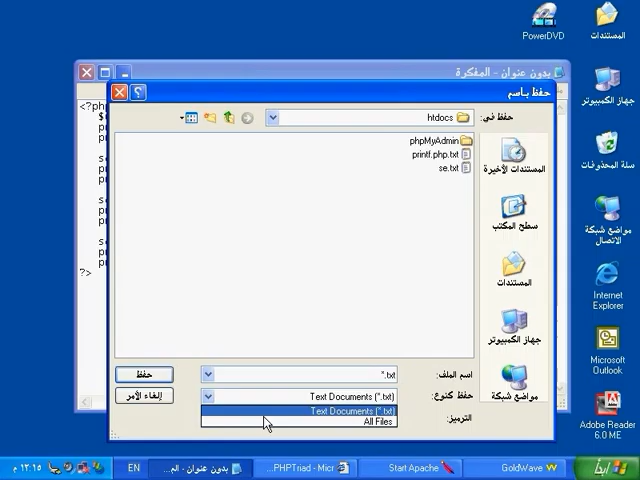 PowerDVD
المستندات
جهاز الكمبيوتر
سلة المحذوفات
مواضع شبكة
الاتصال
Internet
Explorer
Microsoft
Outlook
Adobe Reader
6.0 ME
بدون عنوان - المفكرة
<?php
?>
حفظ باسم
حفظ في:
htdocs
phpMyAdmin
printf.php.txt
se.txt
المستندات الأخيرة
سطح المكتب
المستندات
جهاز الكمبيوتر
مواضع شبكة
اسم الملف:
*.txt
حفظ
حفظ كنوع:
Text Documents (*.txt)
إلغاء الأمر
الترميز:
Text Documents (*.txt)
All Files
ابدأ
GoldWave
Start Apache
PHPTriad - Micr...
بدون عنوان - الم...
EN
١٣:١٥ م